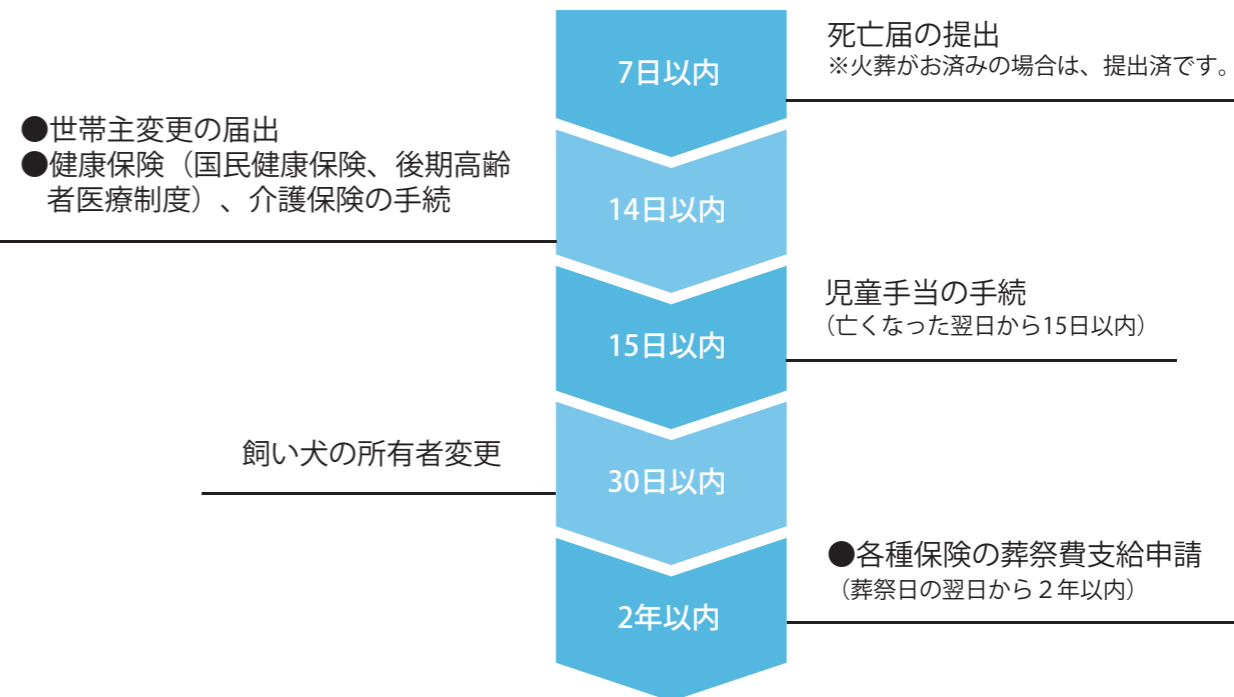 7日以内
死亡届の提出
※火葬がお済みの場合は、提出済です。
●世帯主変更の届出
●健康保険（国民健康保険、後期高齢
者医療制度）、介護保険の手続
14日以内
15日以内
児童手当の手続
（亡くなった翌日から15日以内）
飼い犬の所有者変更
30日以内
●各種保険の葬祭費支給申請
（葬祭日の翌日から２年以内）
2年以内